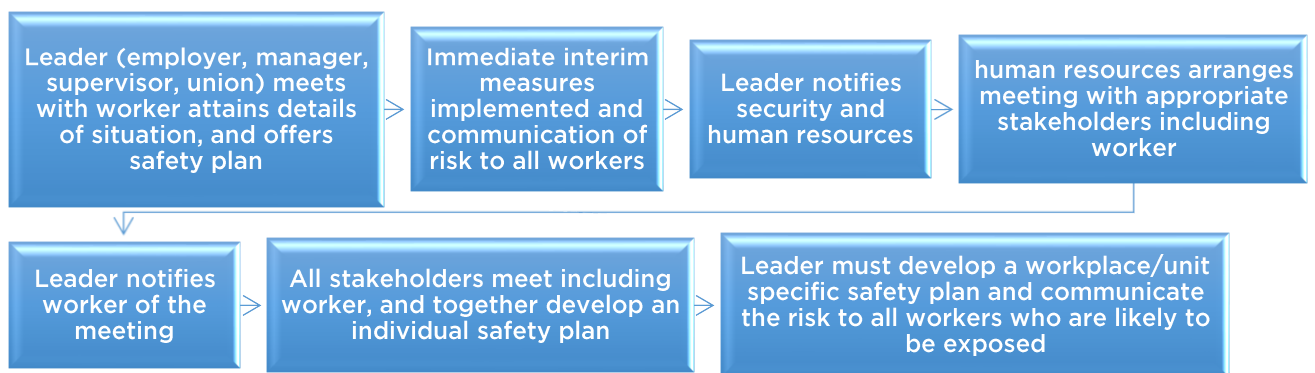 Leader (employer, manager,
supervisor, union) meets
with worker attains details
of situation, and offers
safety plan
Immediate interim
measures
implemented and
communication of
risk to all workers
Leader notifies
security and
human resources
human resources arranges
meeting with appropriate
stakeholders including
worker
Leader notifies
worker of the
meeting
All stakeholders meet including
worker, and together develop an
individual safety plan
Leader must develop a workplace/unit
specific safety plan and communicate
the risk to all workers who are likely to
be exposed